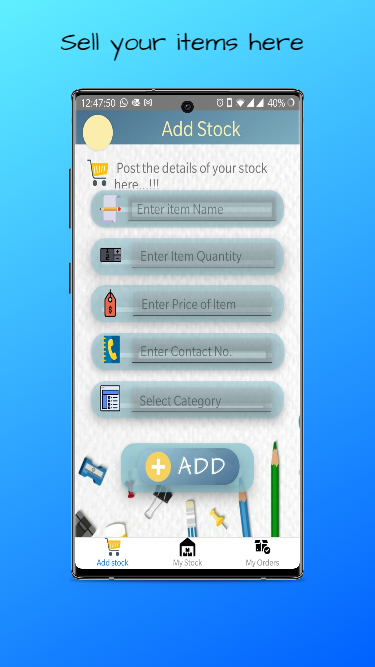 Sell your items here
12:47:50 40%
Add Stock
Post the details of your stock
here...!!!
Enter item Name
Enter Item Quantity
Enter Price of Item
Enter Contact No.
Select Category
ADD
Add stock My Stock My Orders